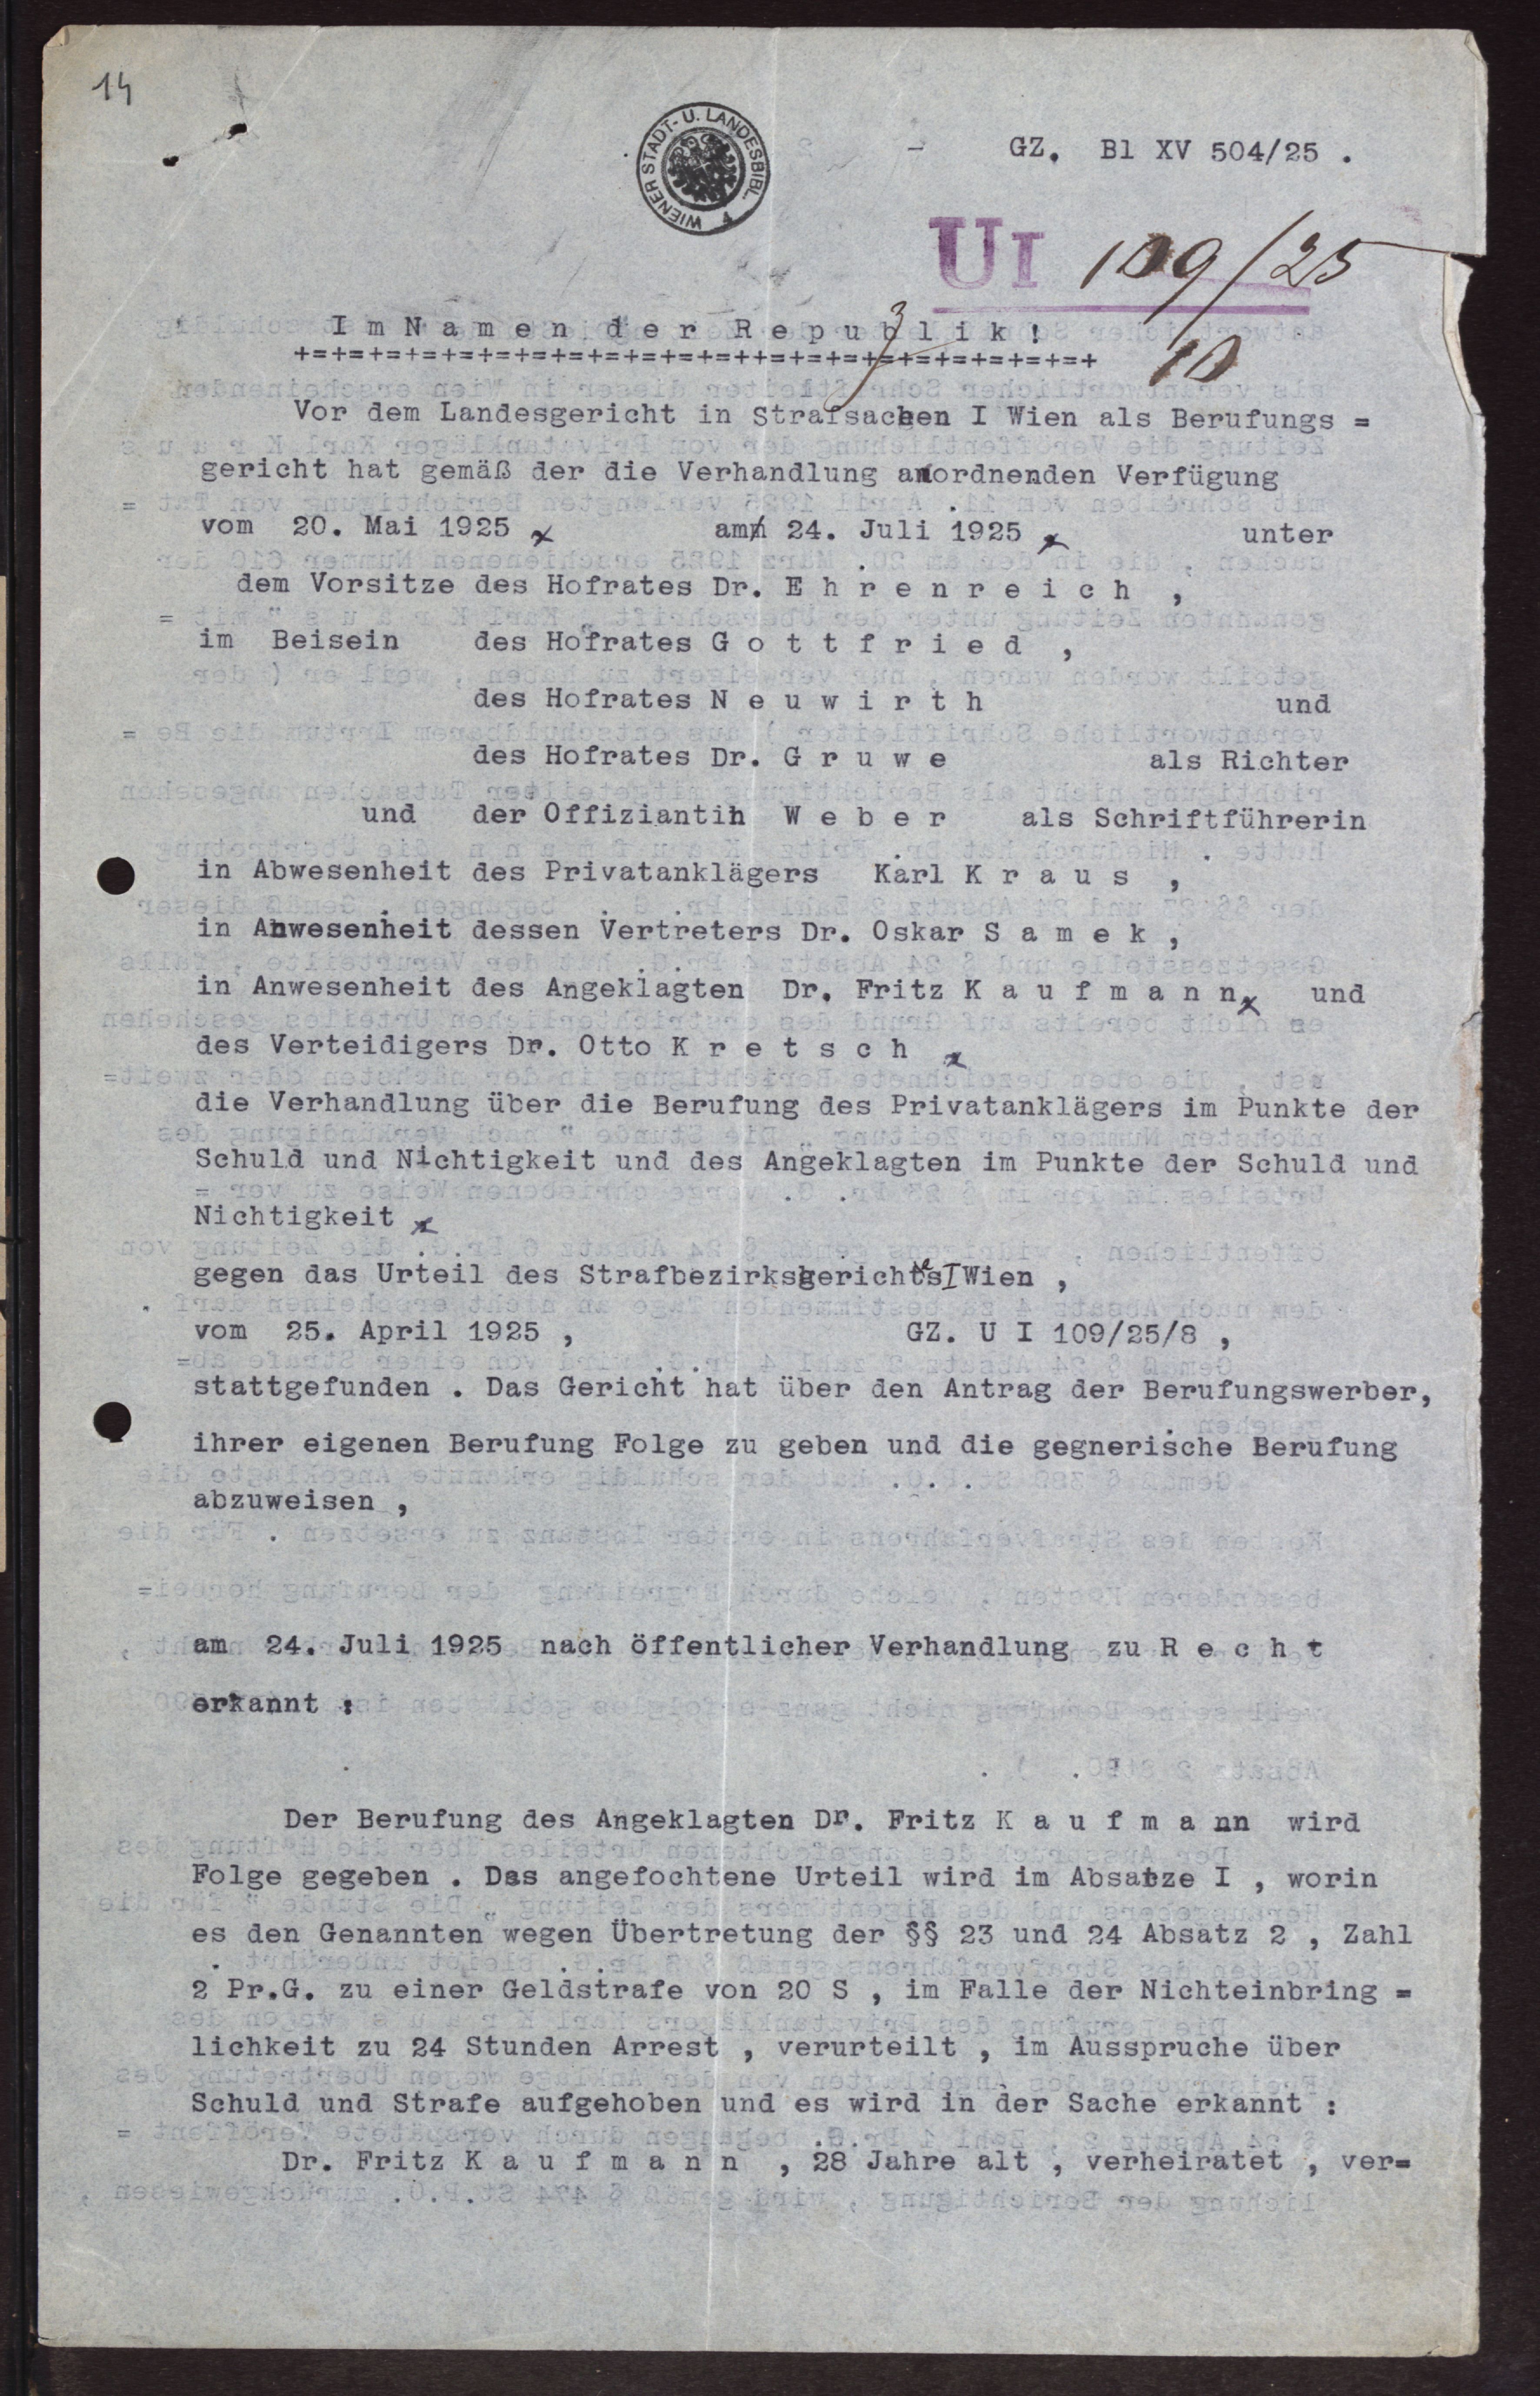 14
WIENER STADT- U. LANDESBIBL.
GZ. Bl XV 504/25 .
UI 109/25
10
I m N a m e n d e r R e p u b l i k !
+=+=+=+=+=+=+=+=+=+=+=+=++=+=+=+=+=+=+=+=+=+
Vor dem Landesgericht in Strafsachen I Wien als Berufungs =
gericht hat gemäß der die Verhandlung anordnenden Verfügung
vom 20. Mai 1925 am 24. Juli 1925 unter
dem Vorsitze des Hofrates Dr. E h r e n r e i c h ,
im Beisein des Hofrates G o t t f r i e d ,
des Hofrates N e u w i r t h und
des Hofrates Dr. G r u w e als Richter
und der Offiziantin W e b e r als Schriftführerin
in Abwesenheit des Privatanklägers Karl K r a u s ,
in Anwesenheit dessen Vertreters Dr. Oskar S a m e k ,
in Anwesenheit des Angeklagten Dr. Fritz K a u f m a n n und
des Verteidigers Dr. Otto K r e t s c h
die Verhandlung über die Berufung des Privatanklägers im Punkte der
Schuld und Nichtigkeit und des Angeklagten im Punkte der Schuld und
Nichtigkeit
gegen das Urteil des Strafbezirksgerichtes I Wien ,
vom 25. April 1925 , GZ. U I 109/25/8 ,
stattgefunden . Das Gericht hat über den Antrag der Berufungswerber,
ihrer eigenen Berufung Folge zu geben und die gegnerische Berufung
abzuweisen ,
am 24. Juli 1925 nach öffentlicher Verhandlung zu R e c h t
erkannt :
Der Berufung des Angeklagten Dr. Fritz K a u f m a nn wird
Folge gegeben . Das angefochtene Urteil wird im Absatze I , worin
es den Genannten wegen Übertretung der §§ 23 und 24 Absatz 2 , Zahl
2 Pr.G. zu einer Geldstrafe von 20 S , im Falle der Nichteinbring =
lichkeit zu 24 Stunden Arrest , verurteilt , im Ausspruche über
Schuld und Strafe aufgehoben und es wird in der Sache erkannt :
Dr. Fritz K a u f m a n n , 28 Jahre alt , verheiratet , ver=